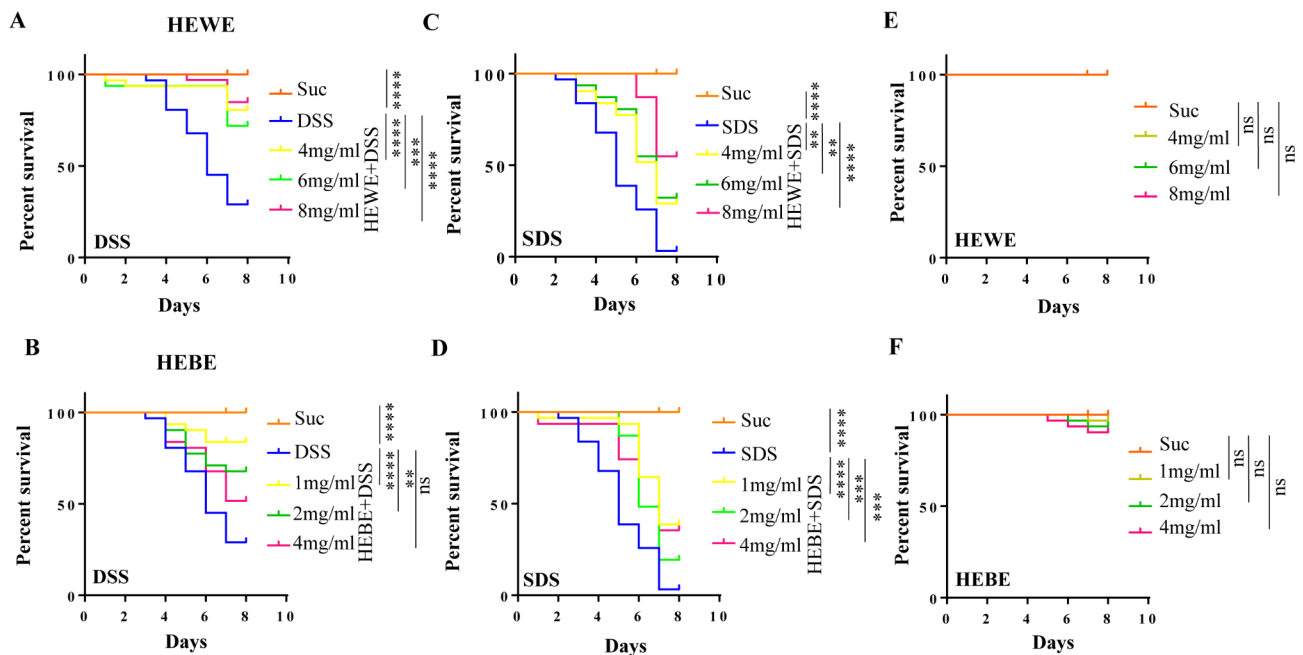 A
HEWE
Percent survival
100
50
0
0 2 4 6 8 10
Days
DSS
Suc
DSS
4mg/ml
6mg/ml
8mg/ml
HEWE+DSS
****
****
***
****
C
Percent survival
100
50
0
0 2 4 6 8 10
Days
SDS
Suc
SDS
4mg/ml
6mg/ml
8mg/ml
HEWE+SDS
****
**
**
****
E
Percent survival
100
50
0
0 2 4 6 8 10
Days
HEWE
Suc
4mg/ml
6mg/ml
8mg/ml
ns
ns
ns
B
HEBE
Percent survival
100
50
0
0 2 4 6 8 10
Days
DSS
Suc
DSS
1mg/ml
2mg/ml
4mg/ml
HEBE+DSS
****
****
**
ns
D
Percent survival
100
50
0
0 2 4 6 8 10
Days
SDS
Suc
SDS
1mg/ml
2mg/ml
4mg/ml
HEBE+SDS
****
****
***
***
F
Percent survival
100
50
0
0 2 4 6 8 10
Days
HEBE
Suc
1mg/ml
2mg/ml
4mg/ml
ns
ns
ns